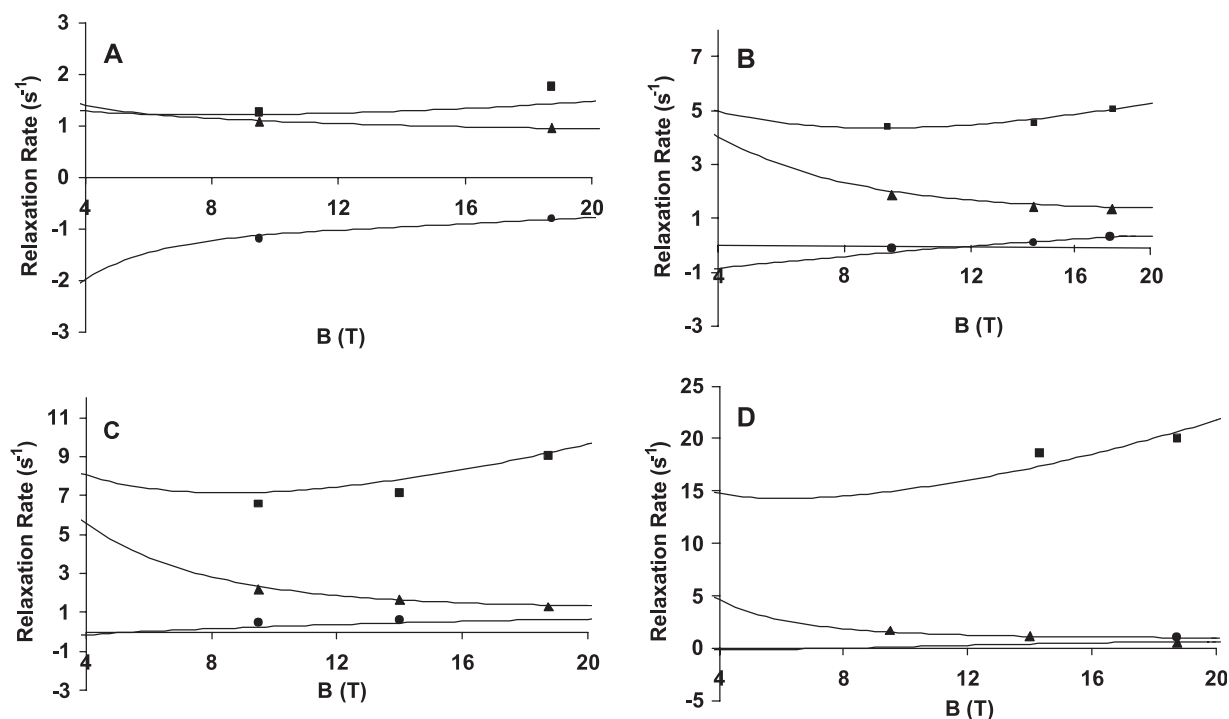 A
Relaxation Rate (s⁻¹)
3
2
1
0
-1
-2
-3
4 8 12 16 20
B (T)
B
Relaxation Rate (s⁻¹)
7
5
3
1
-1
-3
4 8 12 16 20
B (T)
C
Relaxation Rate (s⁻¹)
11
9
7
5
3
1
-1
-3
4 8 12 16 20
B (T)
D
Relaxation Rate (s⁻¹)
25
20
15
10
5
0
-5
4 8 12 16 20
B (T)